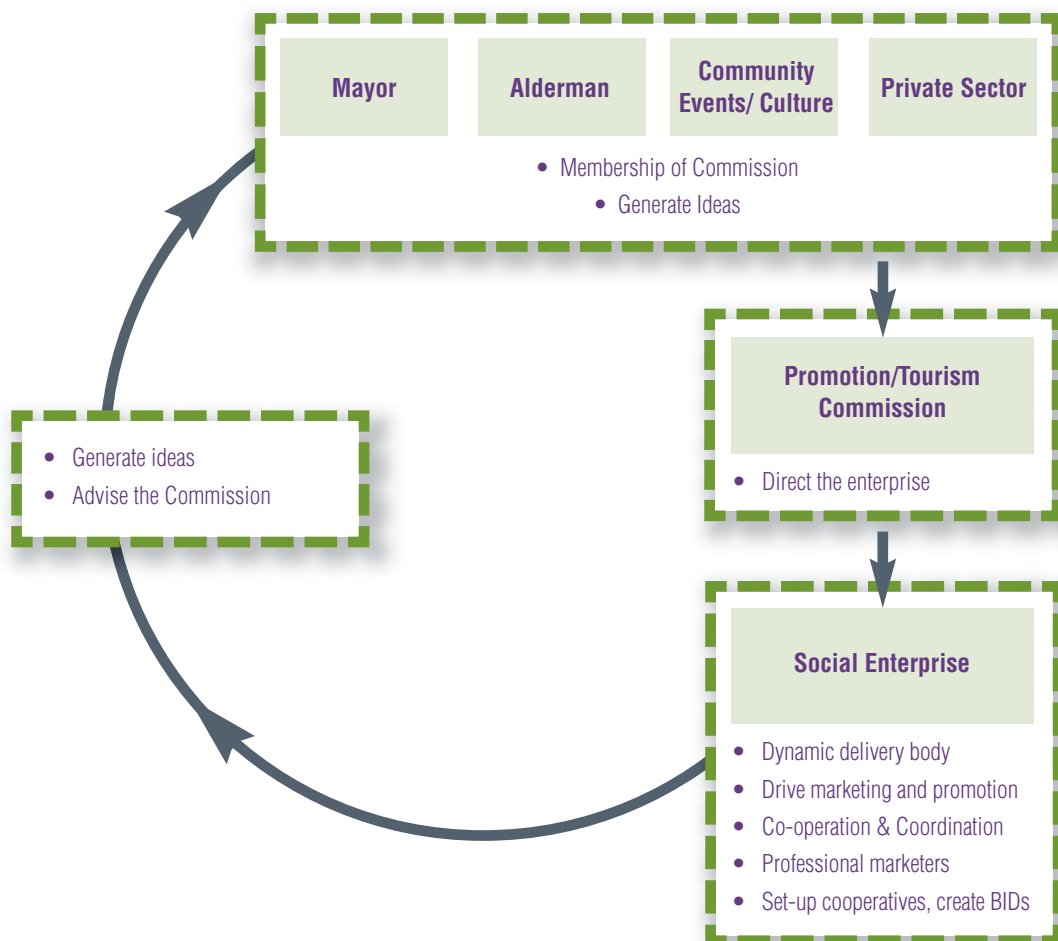 Mayor
Alderman
Community
Events/ Culture
Private Sector
• Membership of Commission
• Generate Ideas
Promotion/Tourism
Commission
• Direct the enterprise
• Generate ideas
• Advise the Commission
Social Enterprise
• Dynamic delivery body
• Drive marketing and promotion
• Co-operation & Coordination
• Professional marketers
• Set-up cooperatives, create BIDs